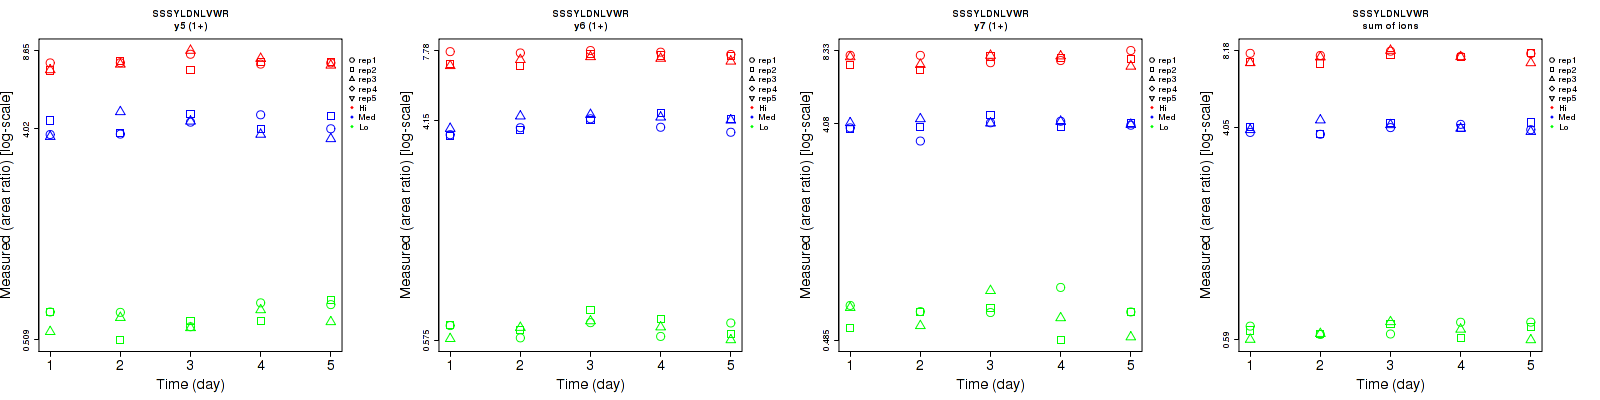 SSSYLDNLVWR
y5 (1+)
Measured (area ratio) [log-scale]
8.65
4.02
0.509
1 2 3 4 5
Time (day)
rep1
rep2
rep3
rep4
rep5
Hi
Med
Lo
SSSYLDNLVWR
y6 (1+)
Measured (area ratio) [log-scale]
7.78
4.15
0.575
1 2 3 4 5
Time (day)
rep1
rep2
rep3
rep4
rep5
Hi
Med
Lo
SSSYLDNLVWR
y7 (1+)
Measured (area ratio) [log-scale]
8.33
4.08
0.485
1 2 3 4 5
Time (day)
rep1
rep2
rep3
rep4
rep5
Hi
Med
Lo
SSSYLDNLVWR
sum of ions
Measured (area ratio) [log-scale]
8.18
4.05
0.59
1 2 3 4 5
Time (day)
rep1
rep2
rep3
rep4
rep5
Hi
Med
Lo